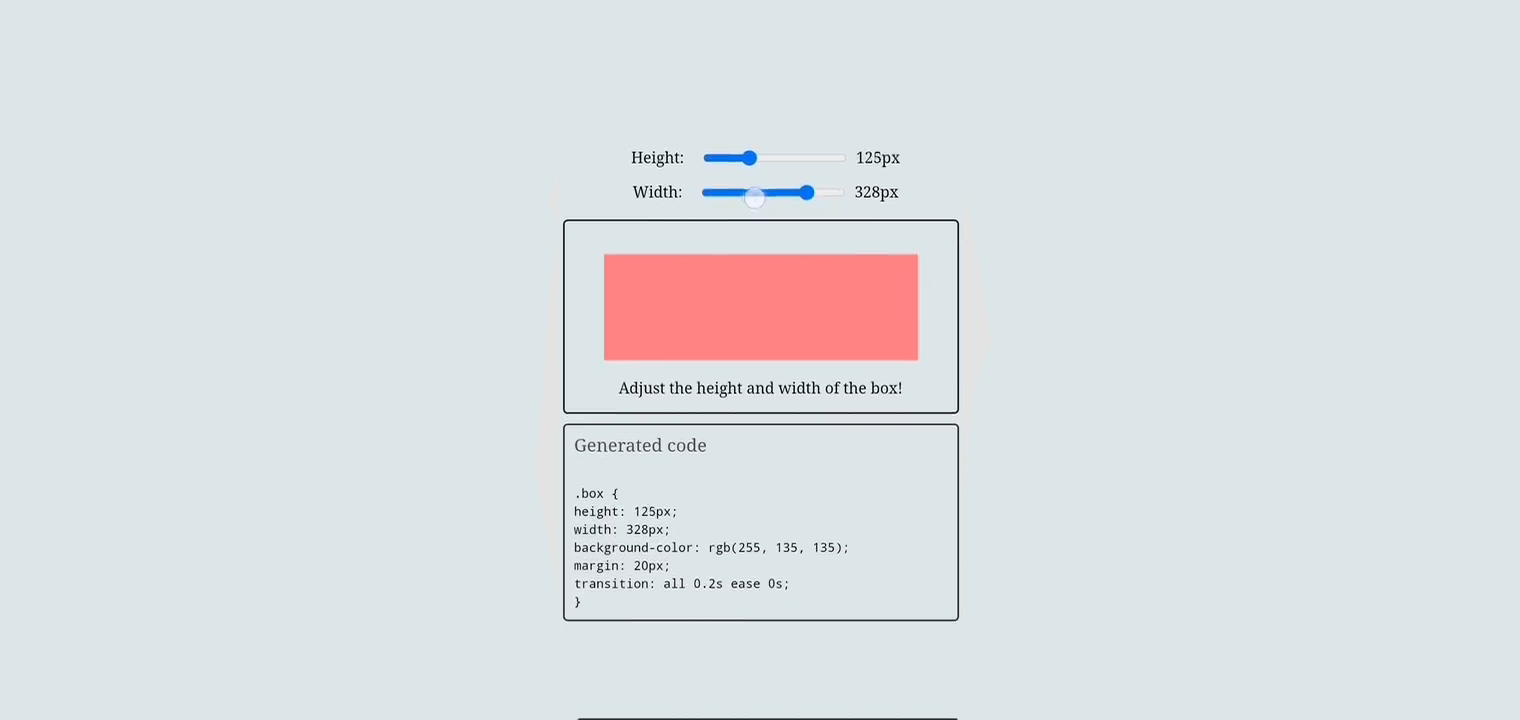 Height: 125px
Width: 328px
Adjust the height and width of the box!
Generated code
.box {
height: 125px;
width: 328px;
background-color: rgb(255, 135, 135);
margin: 20px;
transition: all 0.2s ease 0s;
}